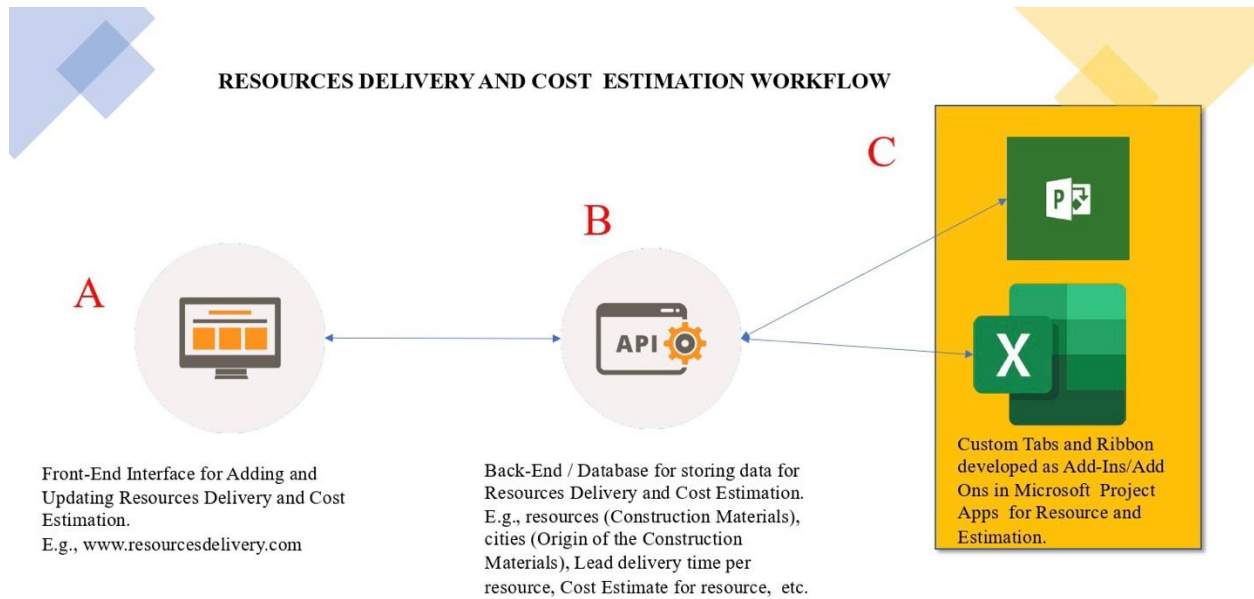 RESOURCES DELIVERY AND COST ESTIMATION WORKFLOW
A
B
C
API
P
X
Front-End Interface for Adding and
Updating Resources Delivery and Cost
Estimation.
E.g., www.resourcesdelivery.com
Back-End / Database for storing data for
Resources Delivery and Cost Estimation.
E.g., resources (Construction Materials),
cities (Origin of the Construction
Materials), Lead delivery time per
resource, Cost Estimate for resource, etc.
Custom Tabs and Ribbon
developed as Add-Ins/Add
Ons in Microsoft Project
Apps for Resource and
Estimation.